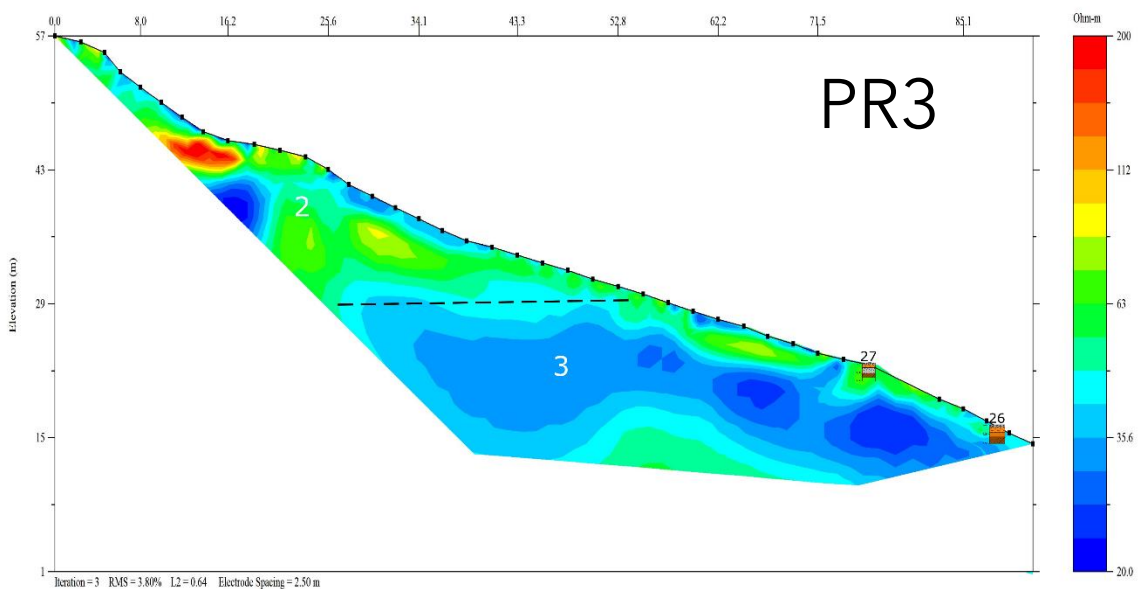 0.0 8.0 16.2 25.6 34.1 43.3 52.8 62.2 71.5 85.1
Ohm-m
57
200
PR3
43
112
2
Elevation (m)
29
63
3
27
26
15
35.6
1
20.0
Iteration = 3 RMS = 3.80% L2 = 0.64 Electrode Spacing = 2.50 m